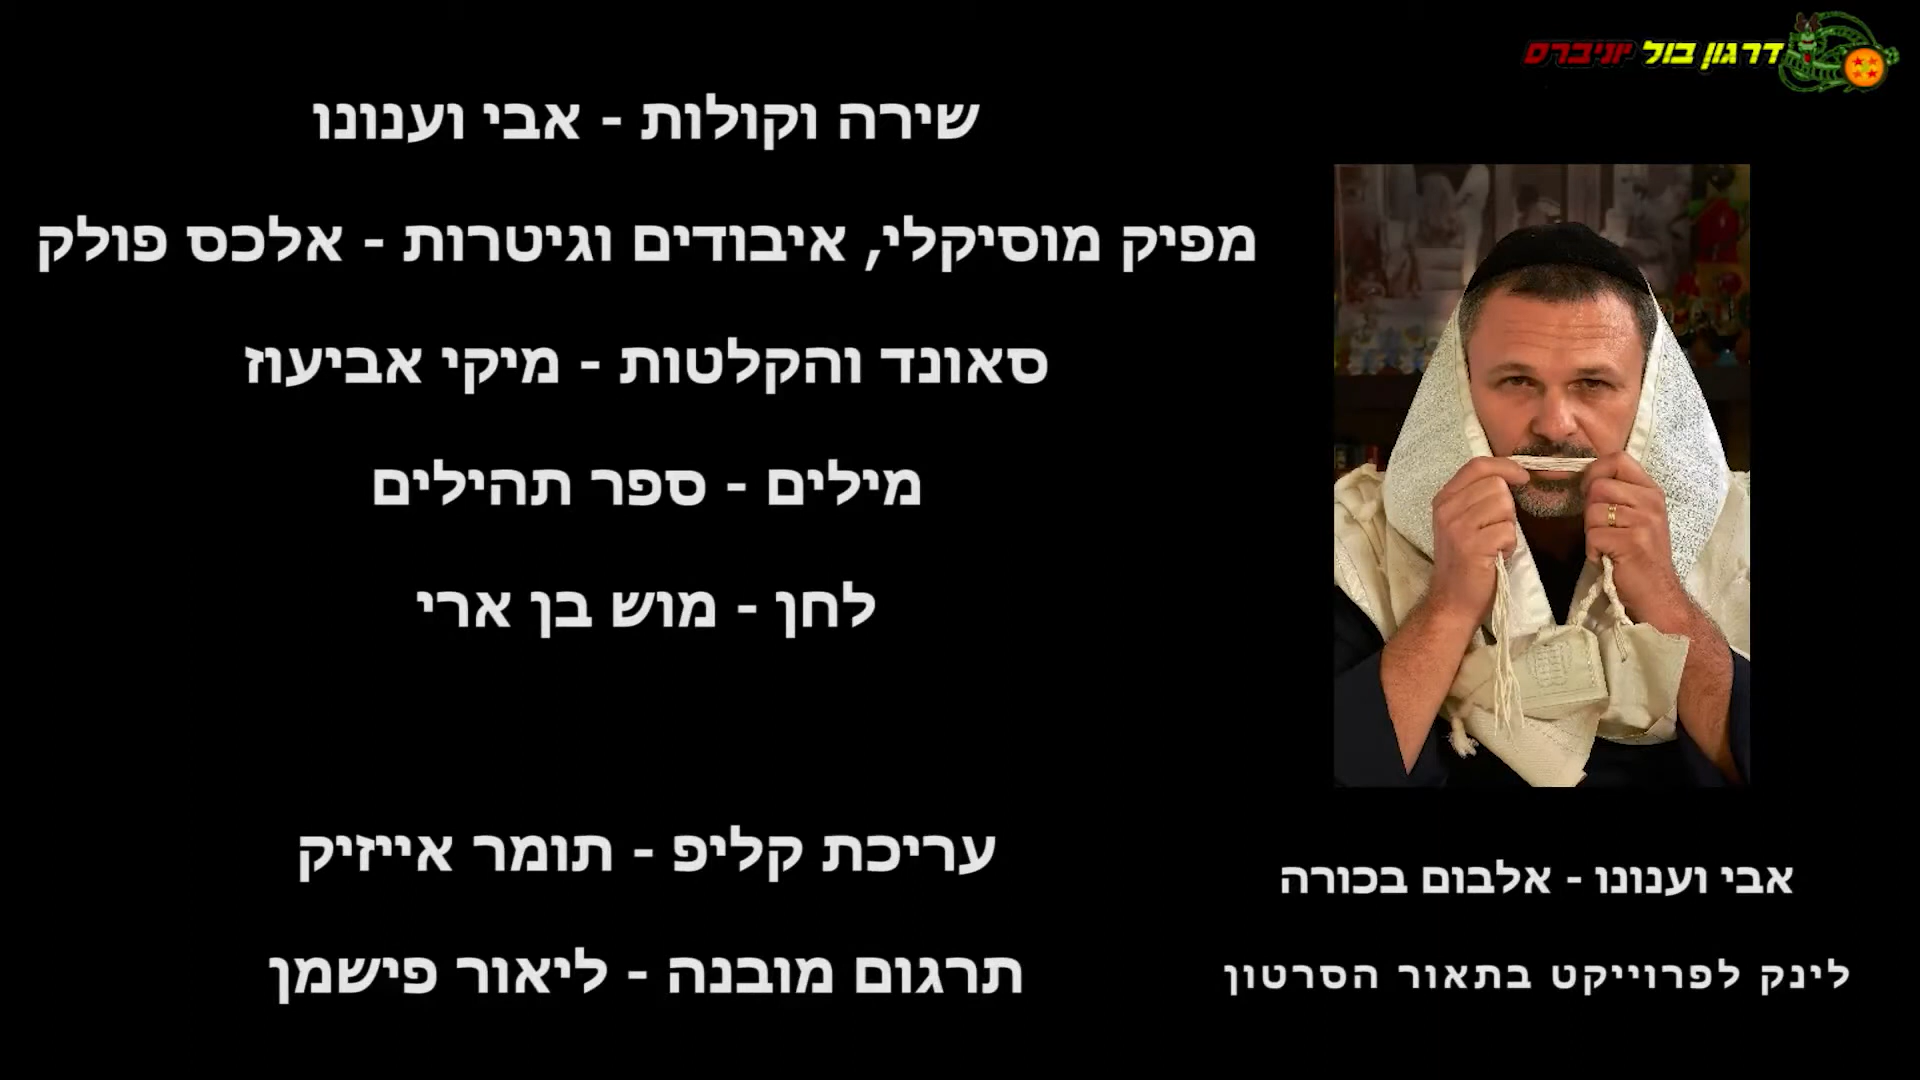 דרגון בול יוניברס
שירה וקולות - אבי וענונו
מפיק מוסיקלי, איבודים וגיטרות - אלכס פולק
סאונד והקלטות - מיקי אביעוז
מילים - ספר תהילים
לחן - מוש בן ארי
עריכת קליפ - תומר אייזיק
תרגום מובנה - ליאור פישמן
אבי וענונו - אלבום בכורה
לינק לפרוייקט בתאור הסרטון